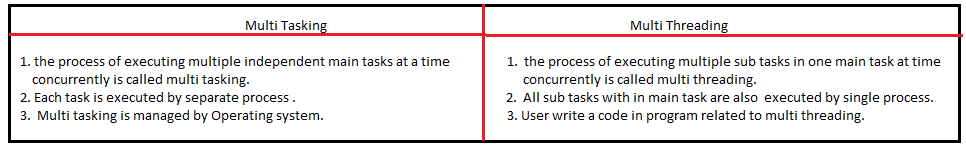 Multi Tasking
1. the process of executing multiple independent main tasks at a time
concurrently is called multi tasking.
2. Each task is executed by separate process .
3. Multi tasking is managed by Operating system.
Multi Threading
1. the process of executing multiple sub tasks in one main task at time
concurrently is called multi threading.
2. All sub tasks with in main task are also executed by single process.
3. User write a code in program related to multi threading.